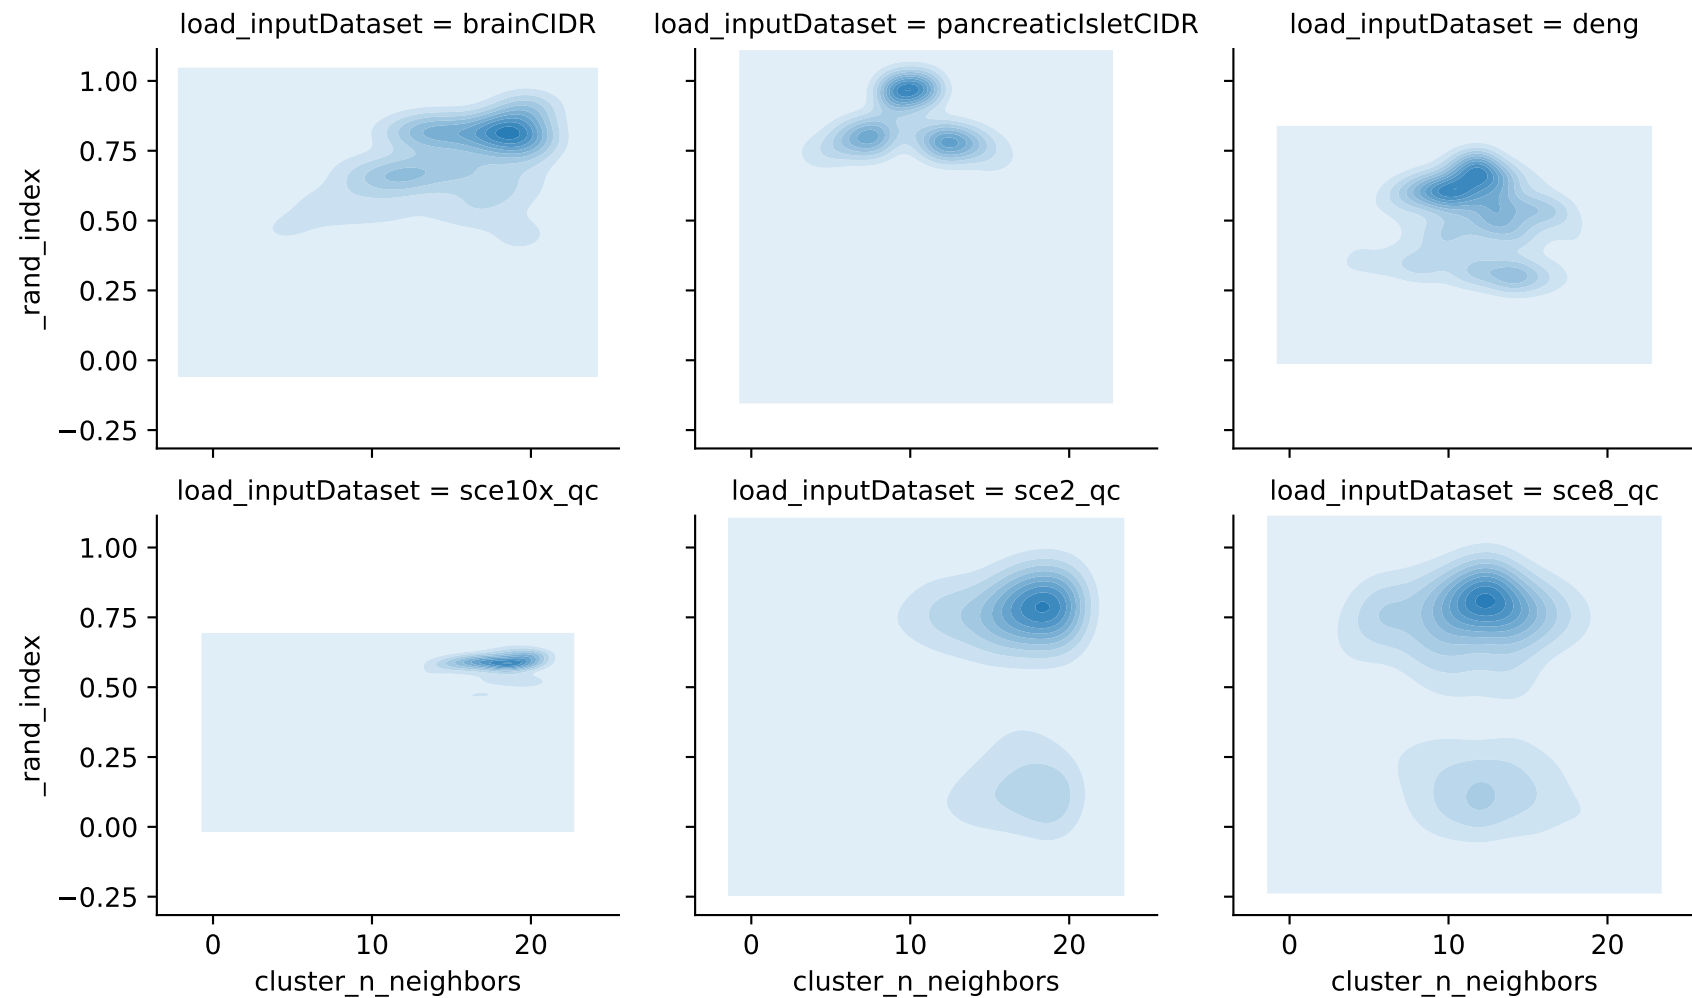 load_inputDataset = brainCIDR
load_inputDataset = pancreaticIsletCIDR
load_inputDataset = deng
1.00
0.75
0.50
0.25
0.00
−0.25
_rand_index
load_inputDataset = sce10x_qc
load_inputDataset = sce2_qc
load_inputDataset = sce8_qc
1.00
0.75
0.50
0.25
0.00
−0.25
_rand_index
0 10 20
0 10 20
0 10 20
cluster_n_neighbors
cluster_n_neighbors
cluster_n_neighbors